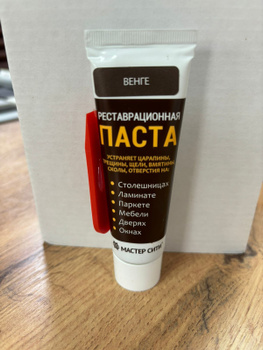 ВЕНГЕ
РЕСТАВРАЦИОННАЯ
ПАСТА
УСТРАНЯЕТ ЦАРАПИНЫ,
ТРЕЩИНЫ, ЩЕЛИ, ВМЯТИНЫ,
СКОЛЫ, ОТВЕРСТИЯ НА:
• Столешницах
• Ламинате
• Паркете
• Мебели
• Дверях
• Окнах
МАСТЕР СИТИ